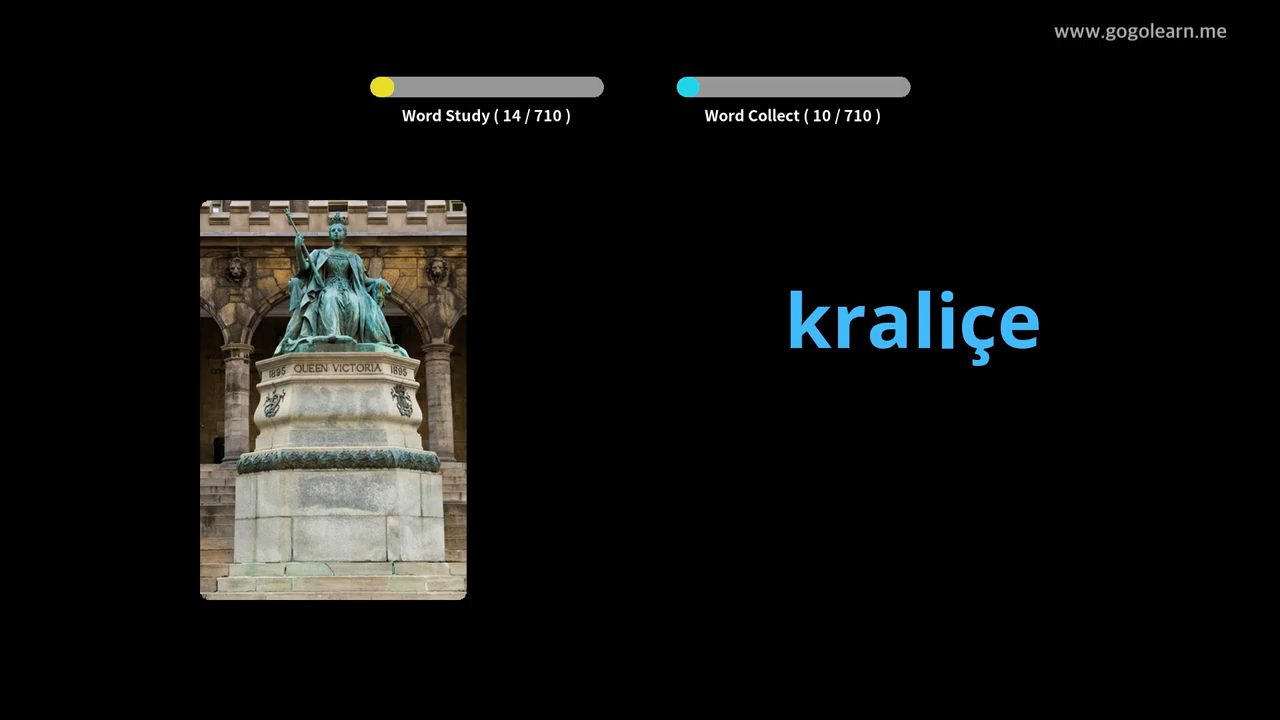 www.gogolearn.me
Word Study ( 14 / 710 )
Word Collect ( 10 / 710 )
kraliçe
1895 QUEEN VICTORIA 1895